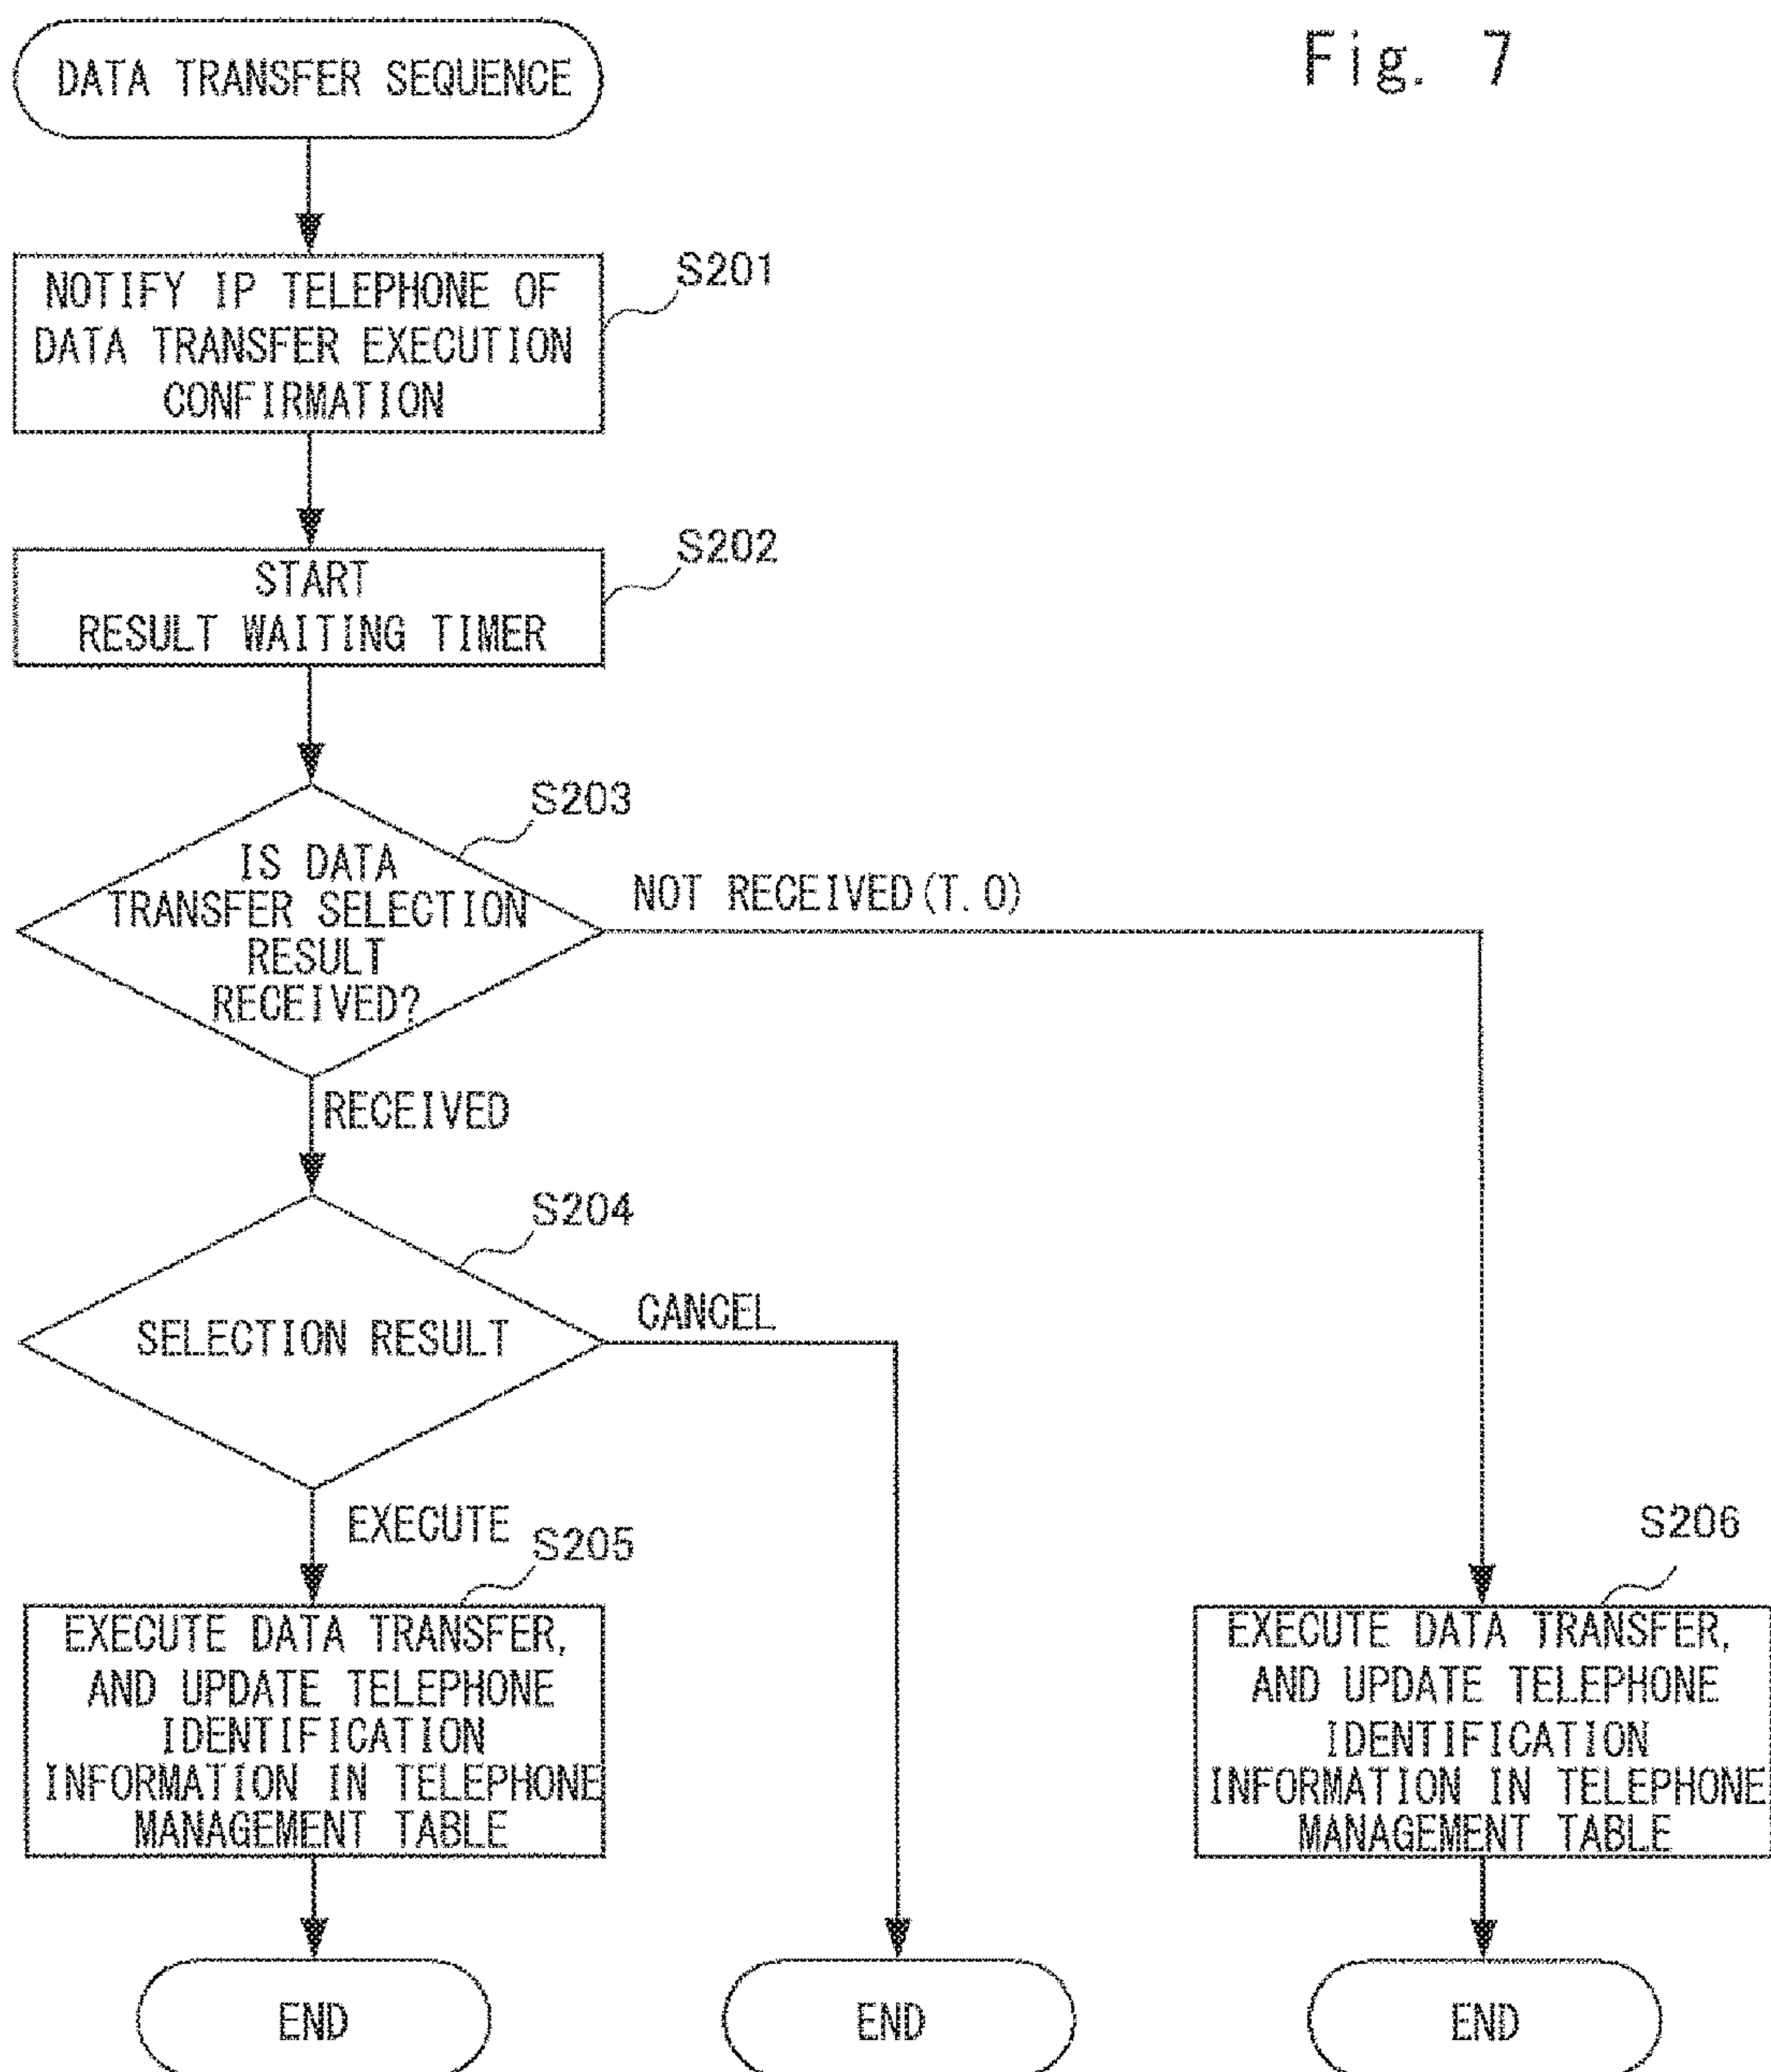 Fig. 7
DATA TRANSFER SEQUENCE
S201
NOTIFY IP TELEPHONE OF
DATA TRANSFER EXECUTION
CONFIRMATION
S202
START
RESULT WAITING TIMER
S203
IS DATA
TRANSFER SELECTION
RESULT
RECEIVED?
NOT RECEIVED(T.O)
RECEIVED
S204
SELECTION RESULT
CANCEL
EXECUTE
S205
EXECUTE DATA TRANSFER,
AND UPDATE TELEPHONE
IDENTIFICATION
INFORMATION IN TELEPHONE
MANAGEMENT TABLE
S206
EXECUTE DATA TRANSFER,
AND UPDATE TELEPHONE
IDENTIFICATION
INFORMATION IN TELEPHONE
MANAGEMENT TABLE
END
END
END